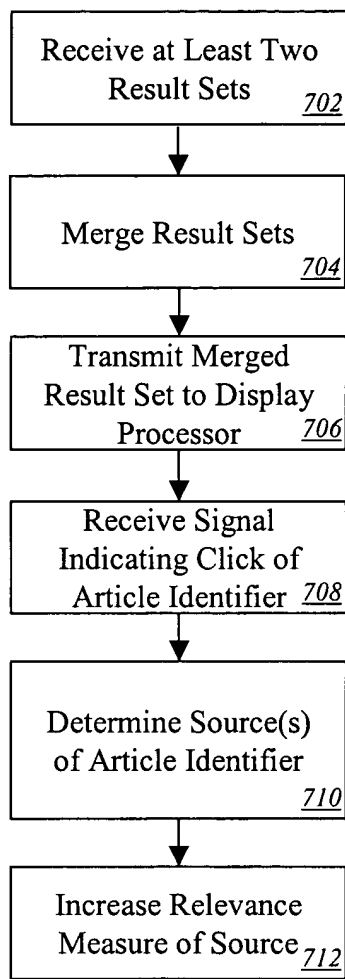 Receive at Least Two
Result Sets
702
Merge Result Sets
704
Transmit Merged
Result Set to Display
Processor
706
Receive Signal
Indicating Click of
Article Identifier
708
Determine Source(s)
of Article Identifier
710
Increase Relevance
Measure of Source
712